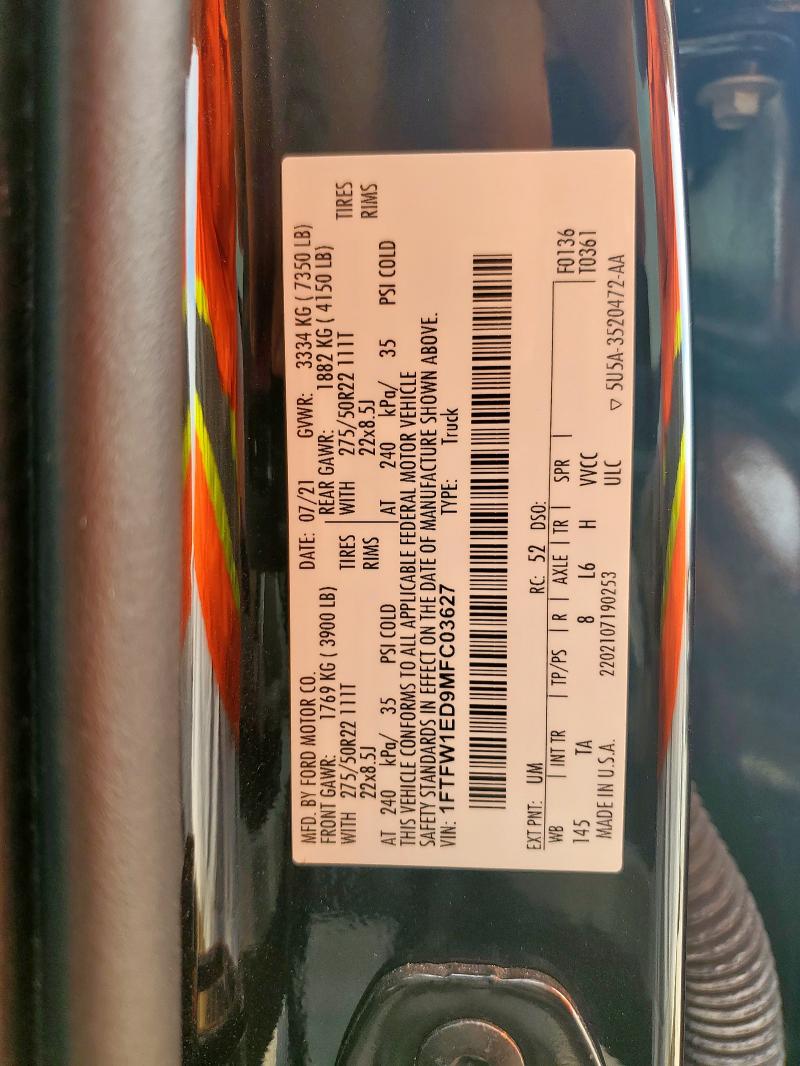 MFD. BY FORD MOTOR CO. DATE: 07/21 GVWR: 3334 KG ( 7350 LB)
FRONT GAWR: 1769 KG ( 3900 LB) REAR GAWR: 1882 KG ( 4150 LB)
WITH 275/50R22 111T TIRES WITH 275/50R22 111T TIRES
22x8.5J RIMS 22x8.5J RIMS
AT 240 kPa/ 35 PSI COLD AT 240 kPa/ 35 PSI COLD
THIS VEHICLE CONFORMS TO ALL APPLICABLE FEDERAL MOTOR VEHICLE
SAFETY STANDARDS IN EFFECT ON THE DATE OF MANUFACTURE SHOWN ABOVE.
VIN: 1FTFW1ED9MFC03627 TYPE: Truck
EXT PNT: UM RC: 52 DSO:
WB INT TR TP/PS R AXLE TR SPR F0136
145 TA 8 L6 H VVCC T0361
MADE IN U.S.A. 2202107190253 ULC ▽ 5U5A-3520472-AA